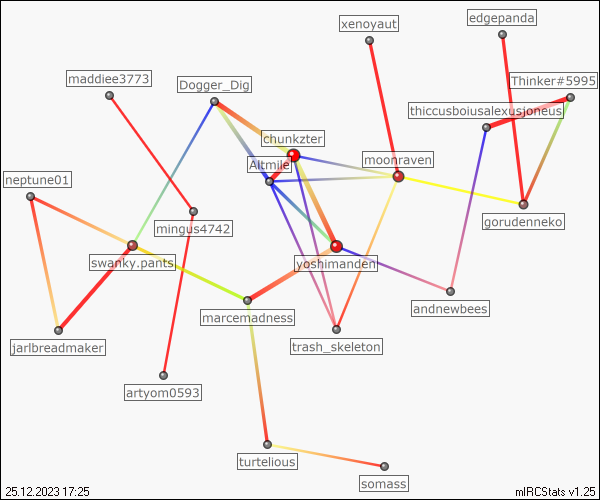 edgepanda
xenoyaut
maddiee3773
Thinker#5995
Dogger_Dig
thiccusboiusalexusjoneus
chunkzter
moonraven
Altmile
neptune01
gorudenneko
mingus4742
swanky.pants
yoshimanden
andnewbees
marcemadness
trash_skeleton
jarlbreadmaker
artyom0593
turtelious
somass
25.12.2023 17:25
mIRCStats v1.25